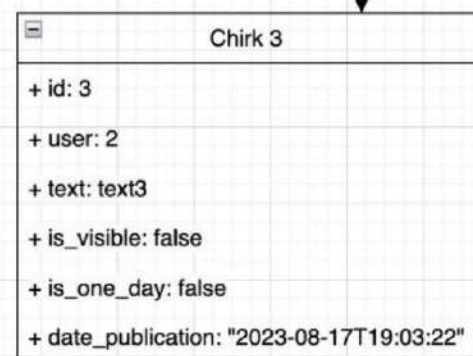 Chirk 3
+ id: 3
+ user: 2
+ text: text3
+ is_visible: false
+ is_one_day: false
+ date_publication: "2023-08-17T19:03:22"